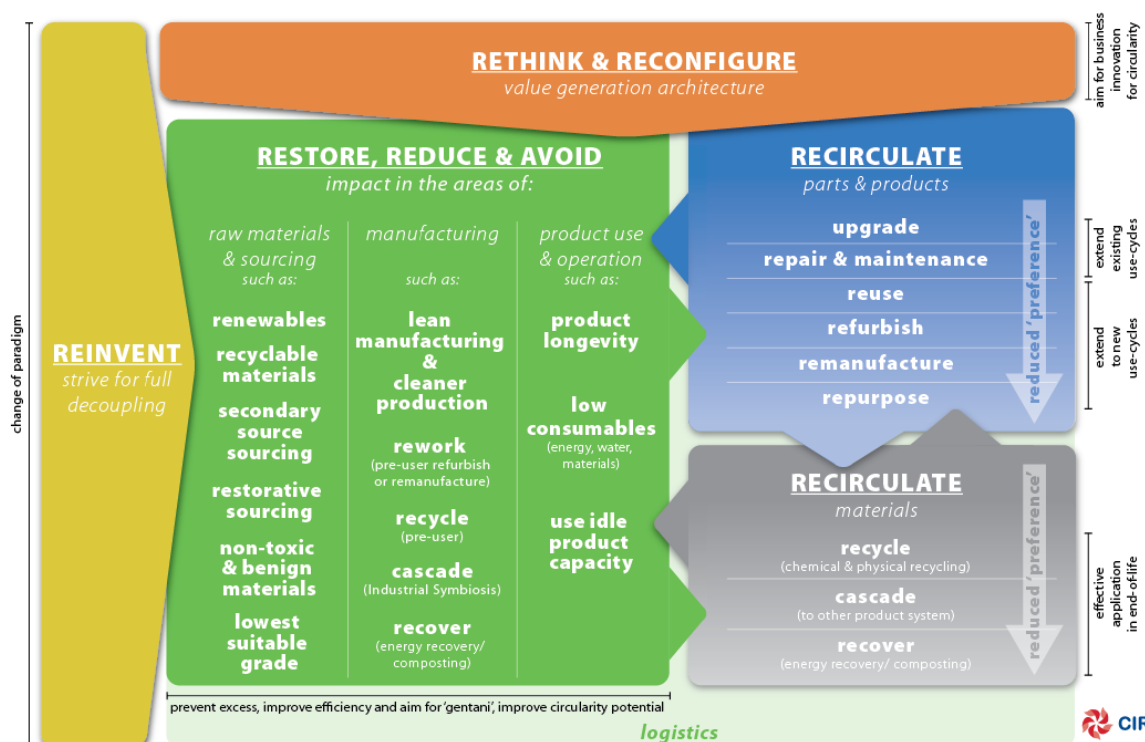 RETHINK & RECONFIGURE
value generation architecture
aim for business
innovation
for circularity
change of paradigm
REINVENT
strive for full
decoupling
RESTORE, REDUCE & AVOID
impact in the areas of:
raw materials
& sourcing
such as:
renewables
recyclable
materials
secondary
source
sourcing
restorative
sourcing
non-toxic
& benign
materials
lowest
suitable
grade
manufacturing
such as:
lean
manufacturing
&
cleaner
production
rework
(pre-user refurbish
or remanufacture)
recycle
(pre-user)
cascade
(Industrial Symbiosis)
recover
(energy recovery/
composting)
product use
& operation
such as:
product
longevity
low
consumables
(energy, water,
materials)
use idle
product
capacity
RECIRCULATE
parts & products
upgrade
repair & maintenance
reuse
refurbish
remanufacture
repurpose
reduced 'preference'
extend
existing
use-cycles
extend
to new
use-cycles
RECIRCULATE
materials
recycle
(chemical & physical recycling)
cascade
(to other product system)
recover
(energy recovery/ composting)
reduced 'preference'
effective
application
in end-of-life
prevent excess, improve efficiency and aim for 'gentani', improve circularity potential
logistics
CIR